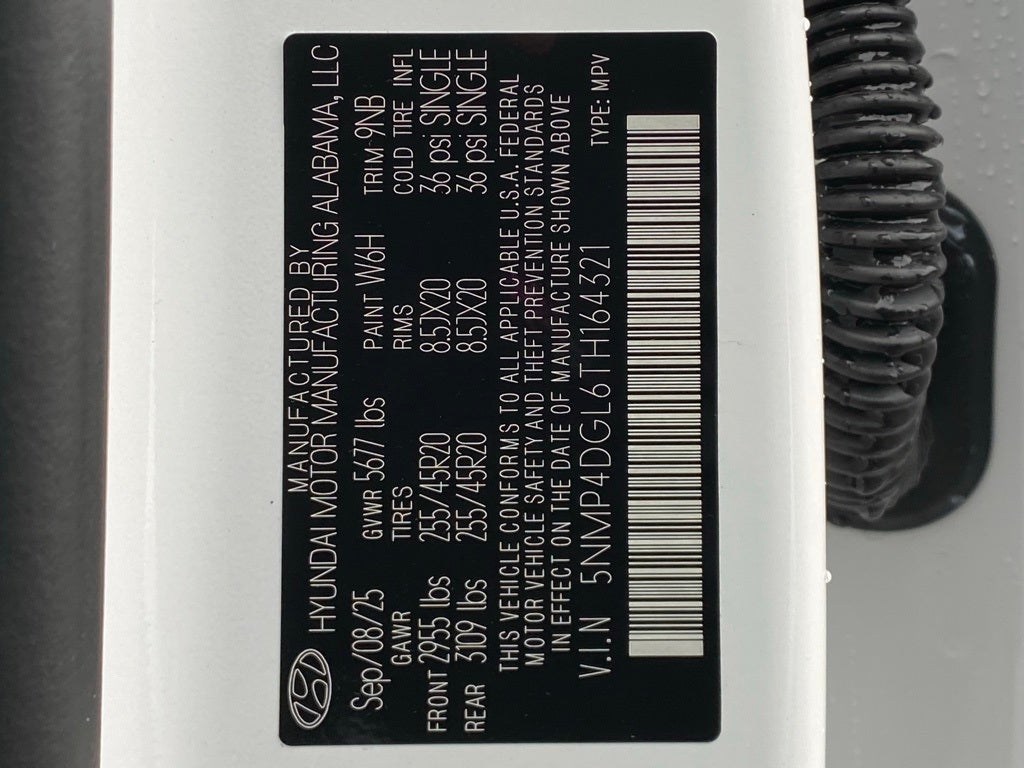 MANUFACTURED BY
HYUNDAI MOTOR MANUFACTURING ALABAMA, LLC
Sep/08/25 GVWR 5677 lbs PAINT W6H TRIM 9NB
GAWR TIRES RIMS COLD TIRE INFL
FRONT 2955 lbs 255/45R20 8.5JX20 36 psi SINGLE
REAR 3109 lbs 255/45R20 8.5JX20 36 psi SINGLE
THIS VEHICLE CONFORMS TO ALL APPLICABLE U.S.A. FEDERAL
MOTOR VEHICLE SAFETY AND THEFT PREVENTION STANDARDS
IN EFFECT ON THE DATE OF MANUFACTURE SHOWN ABOVE
V.I.N 5NMP4DGL6TH164321 TYPE: MPV